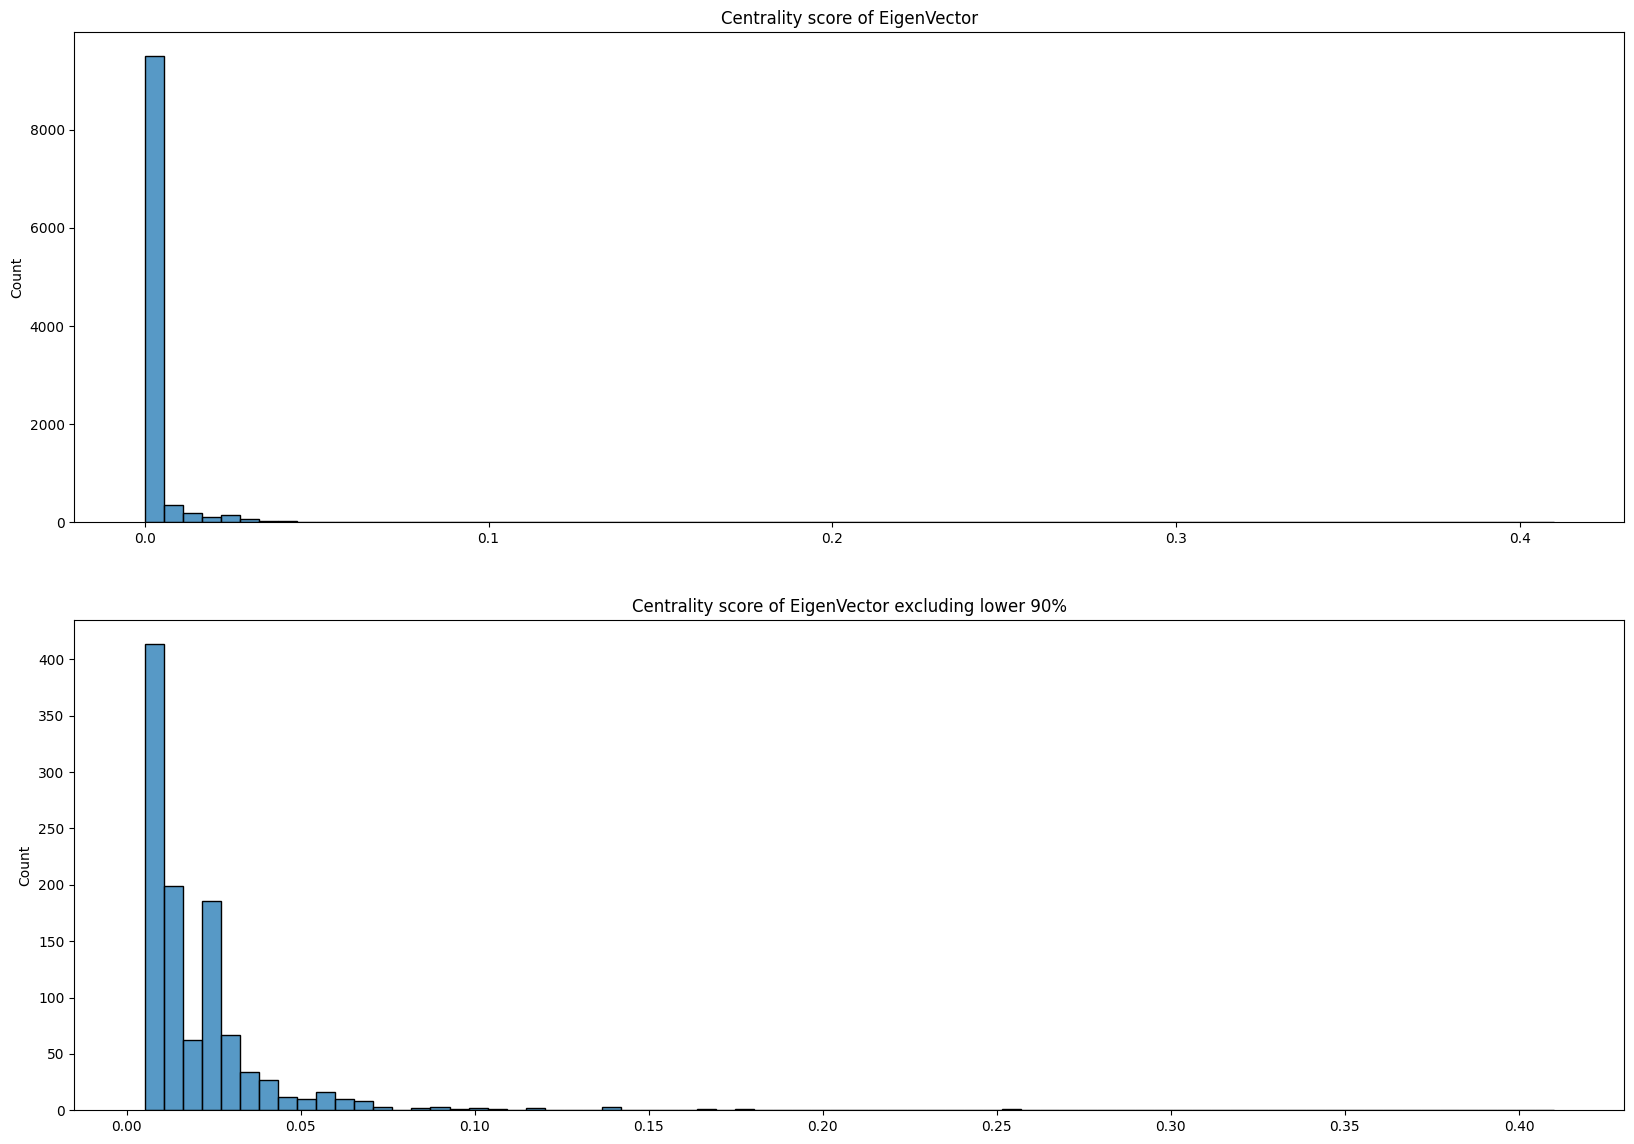 Centrality score of EigenVector
Count
8000
6000
4000
2000
0
0.0 0.1 0.2 0.3 0.4
Centrality score of EigenVector excluding lower 90%
Count
400
350
300
250
200
150
100
50
0
0.00 0.05 0.10 0.15 0.20 0.25 0.30 0.35 0.40